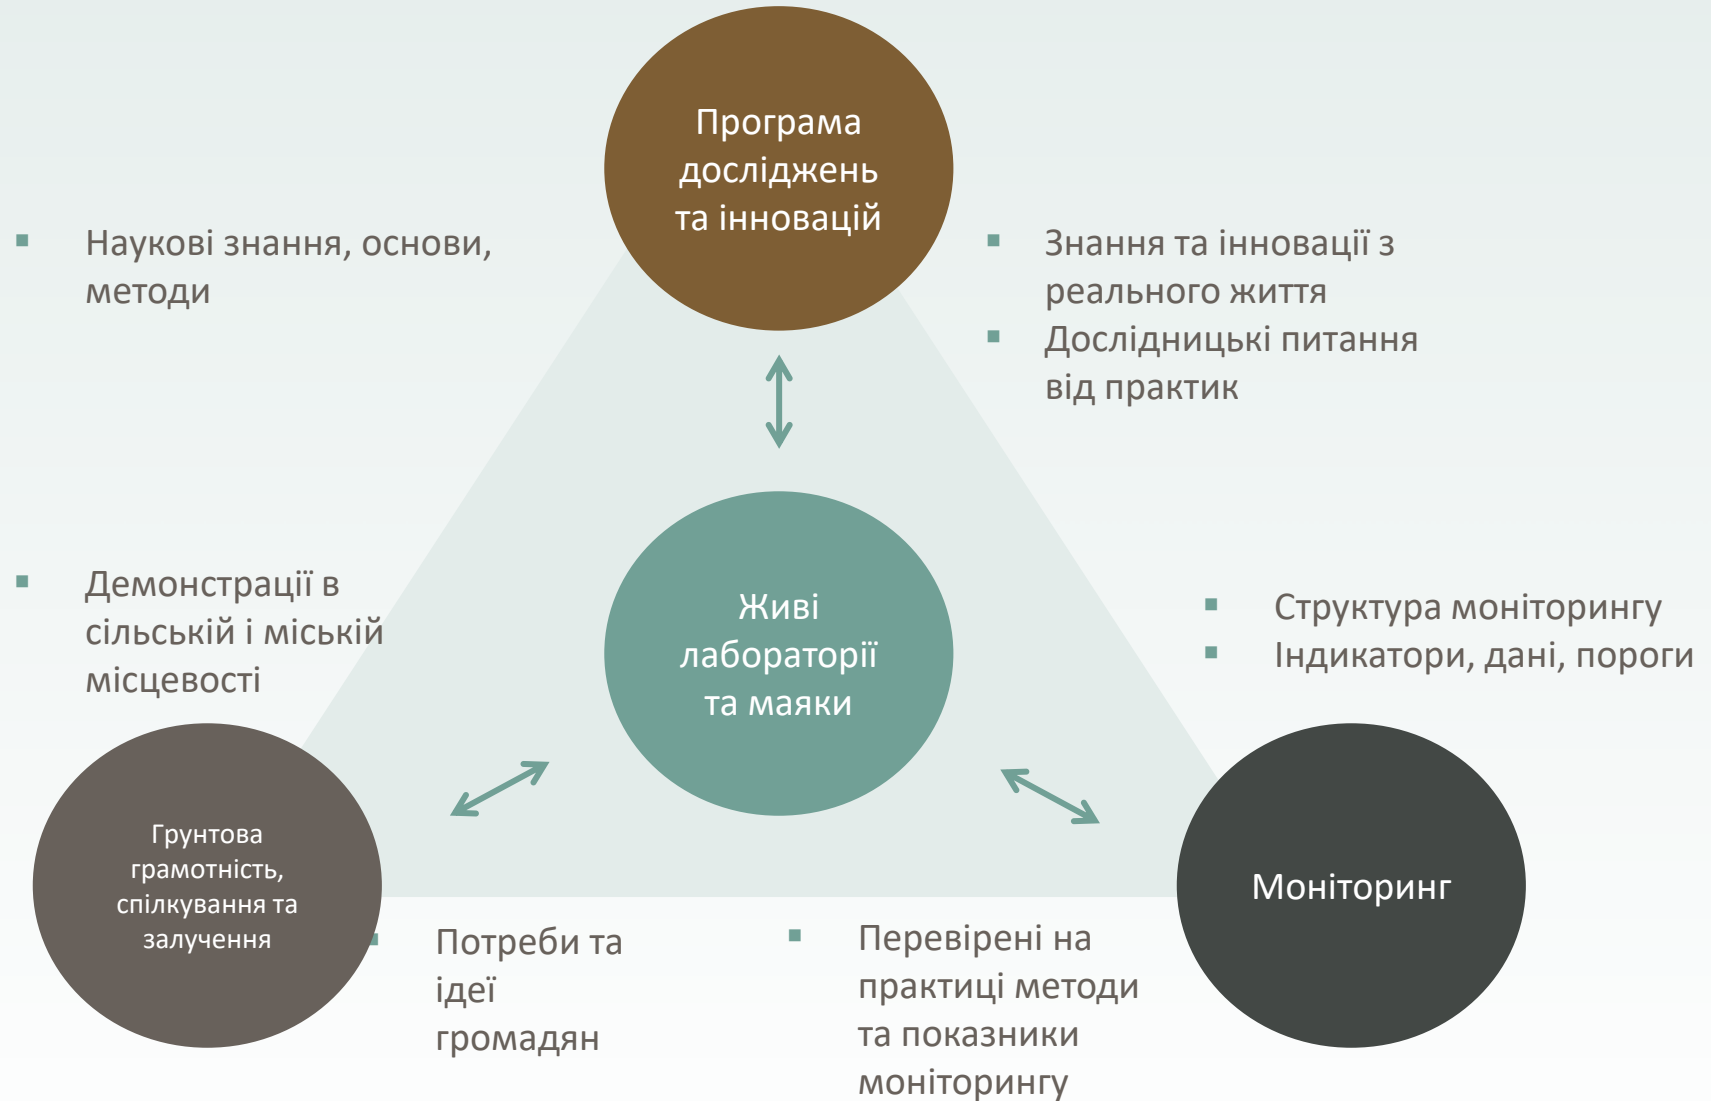 Програма
досліджень
та інновацій
Наукові знання, основи,
методи
Знання та інновації з
реального життя
Дослідницькі питання
від практик
Демонстрації в
сільській і міській
місцевості
Живі
лабораторії
та маяки
Структура моніторингу
Індикатори, дані, пороги
Грунтова
грамотність,
спілкування та
залучення
Моніторинг
Потреби та
ідеї
громадян
Перевірені на
практиці методи
та показники
моніторингу